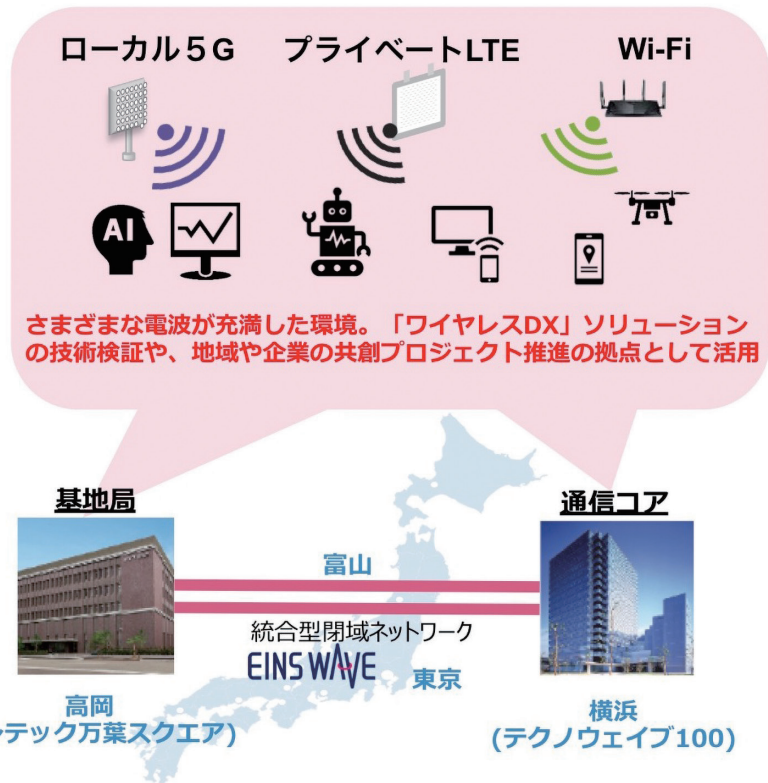 ローカル5G プライベートLTE Wi-Fi
AI
さまざまな電波が充満した環境。「ワイヤレスDX」ソリューション
の技術検証や、地域や企業の共創プロジェクト推進の拠点として活用
基地局 通信コア
富山
統合型閉域ネットワーク
EINS WAVE 東京
高岡 横浜
テック万葉スクエア) (テクノウェイブ100)